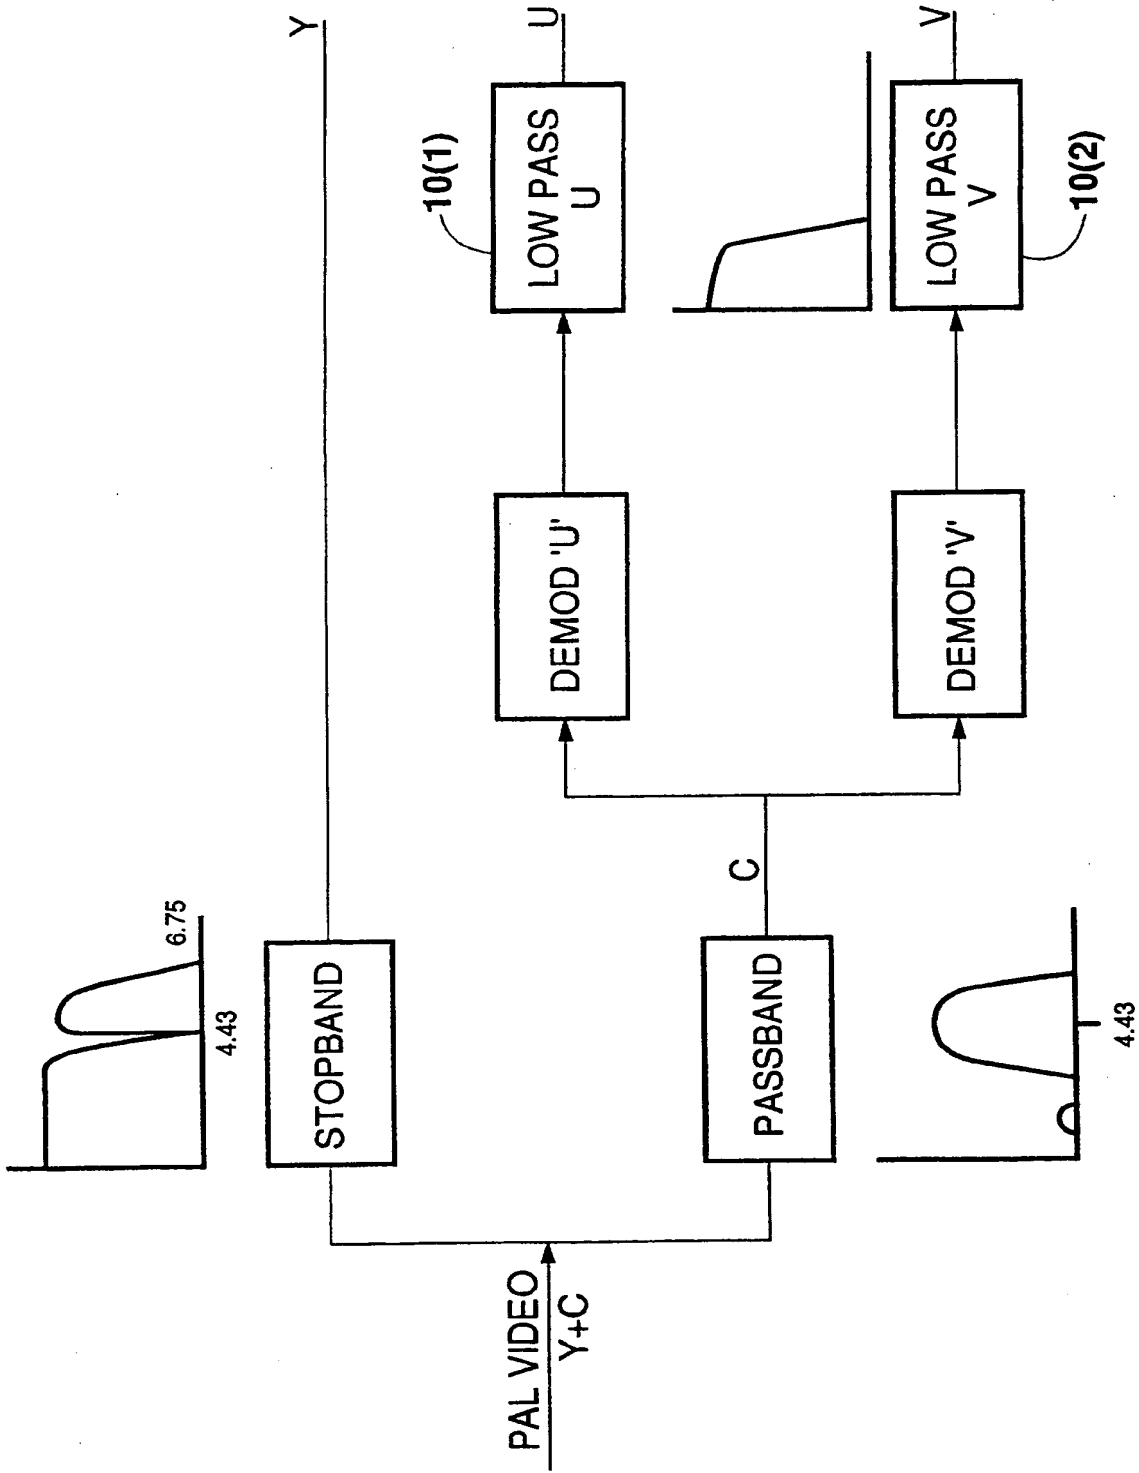 6.75
4.43
STOPBAND
Y
PAL VIDEO
Y+C
10(1)
DEMOD 'U'
LOW PASS
U
U
C
PASSBAND
4.43
DEMOD 'V'
LOW PASS
V
V
10(2)